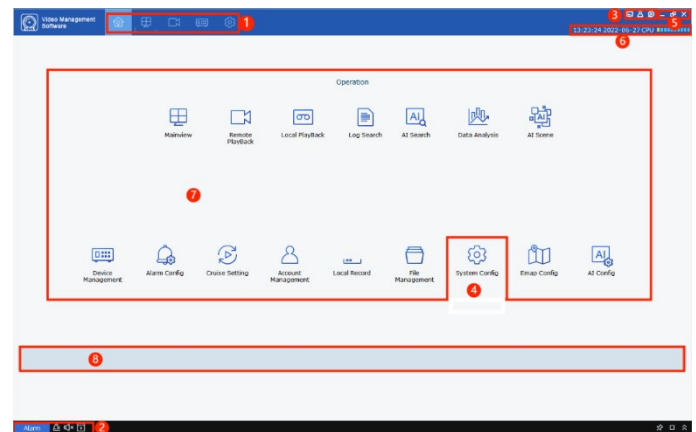 Video Management
Software
1
3
5
13:23:24 2022-06-27 CPU
6
Operation
Mainview
Remote
PlayBack
Local PlayBack
Log Search
AI Search
Data Analysis
AI Scene
7
Device
Management
Alarm Config
Cruise Setting
Account
Management
Local Record
File
Management
System Config
Emap Config
AI Config
4
8
Alarm
2